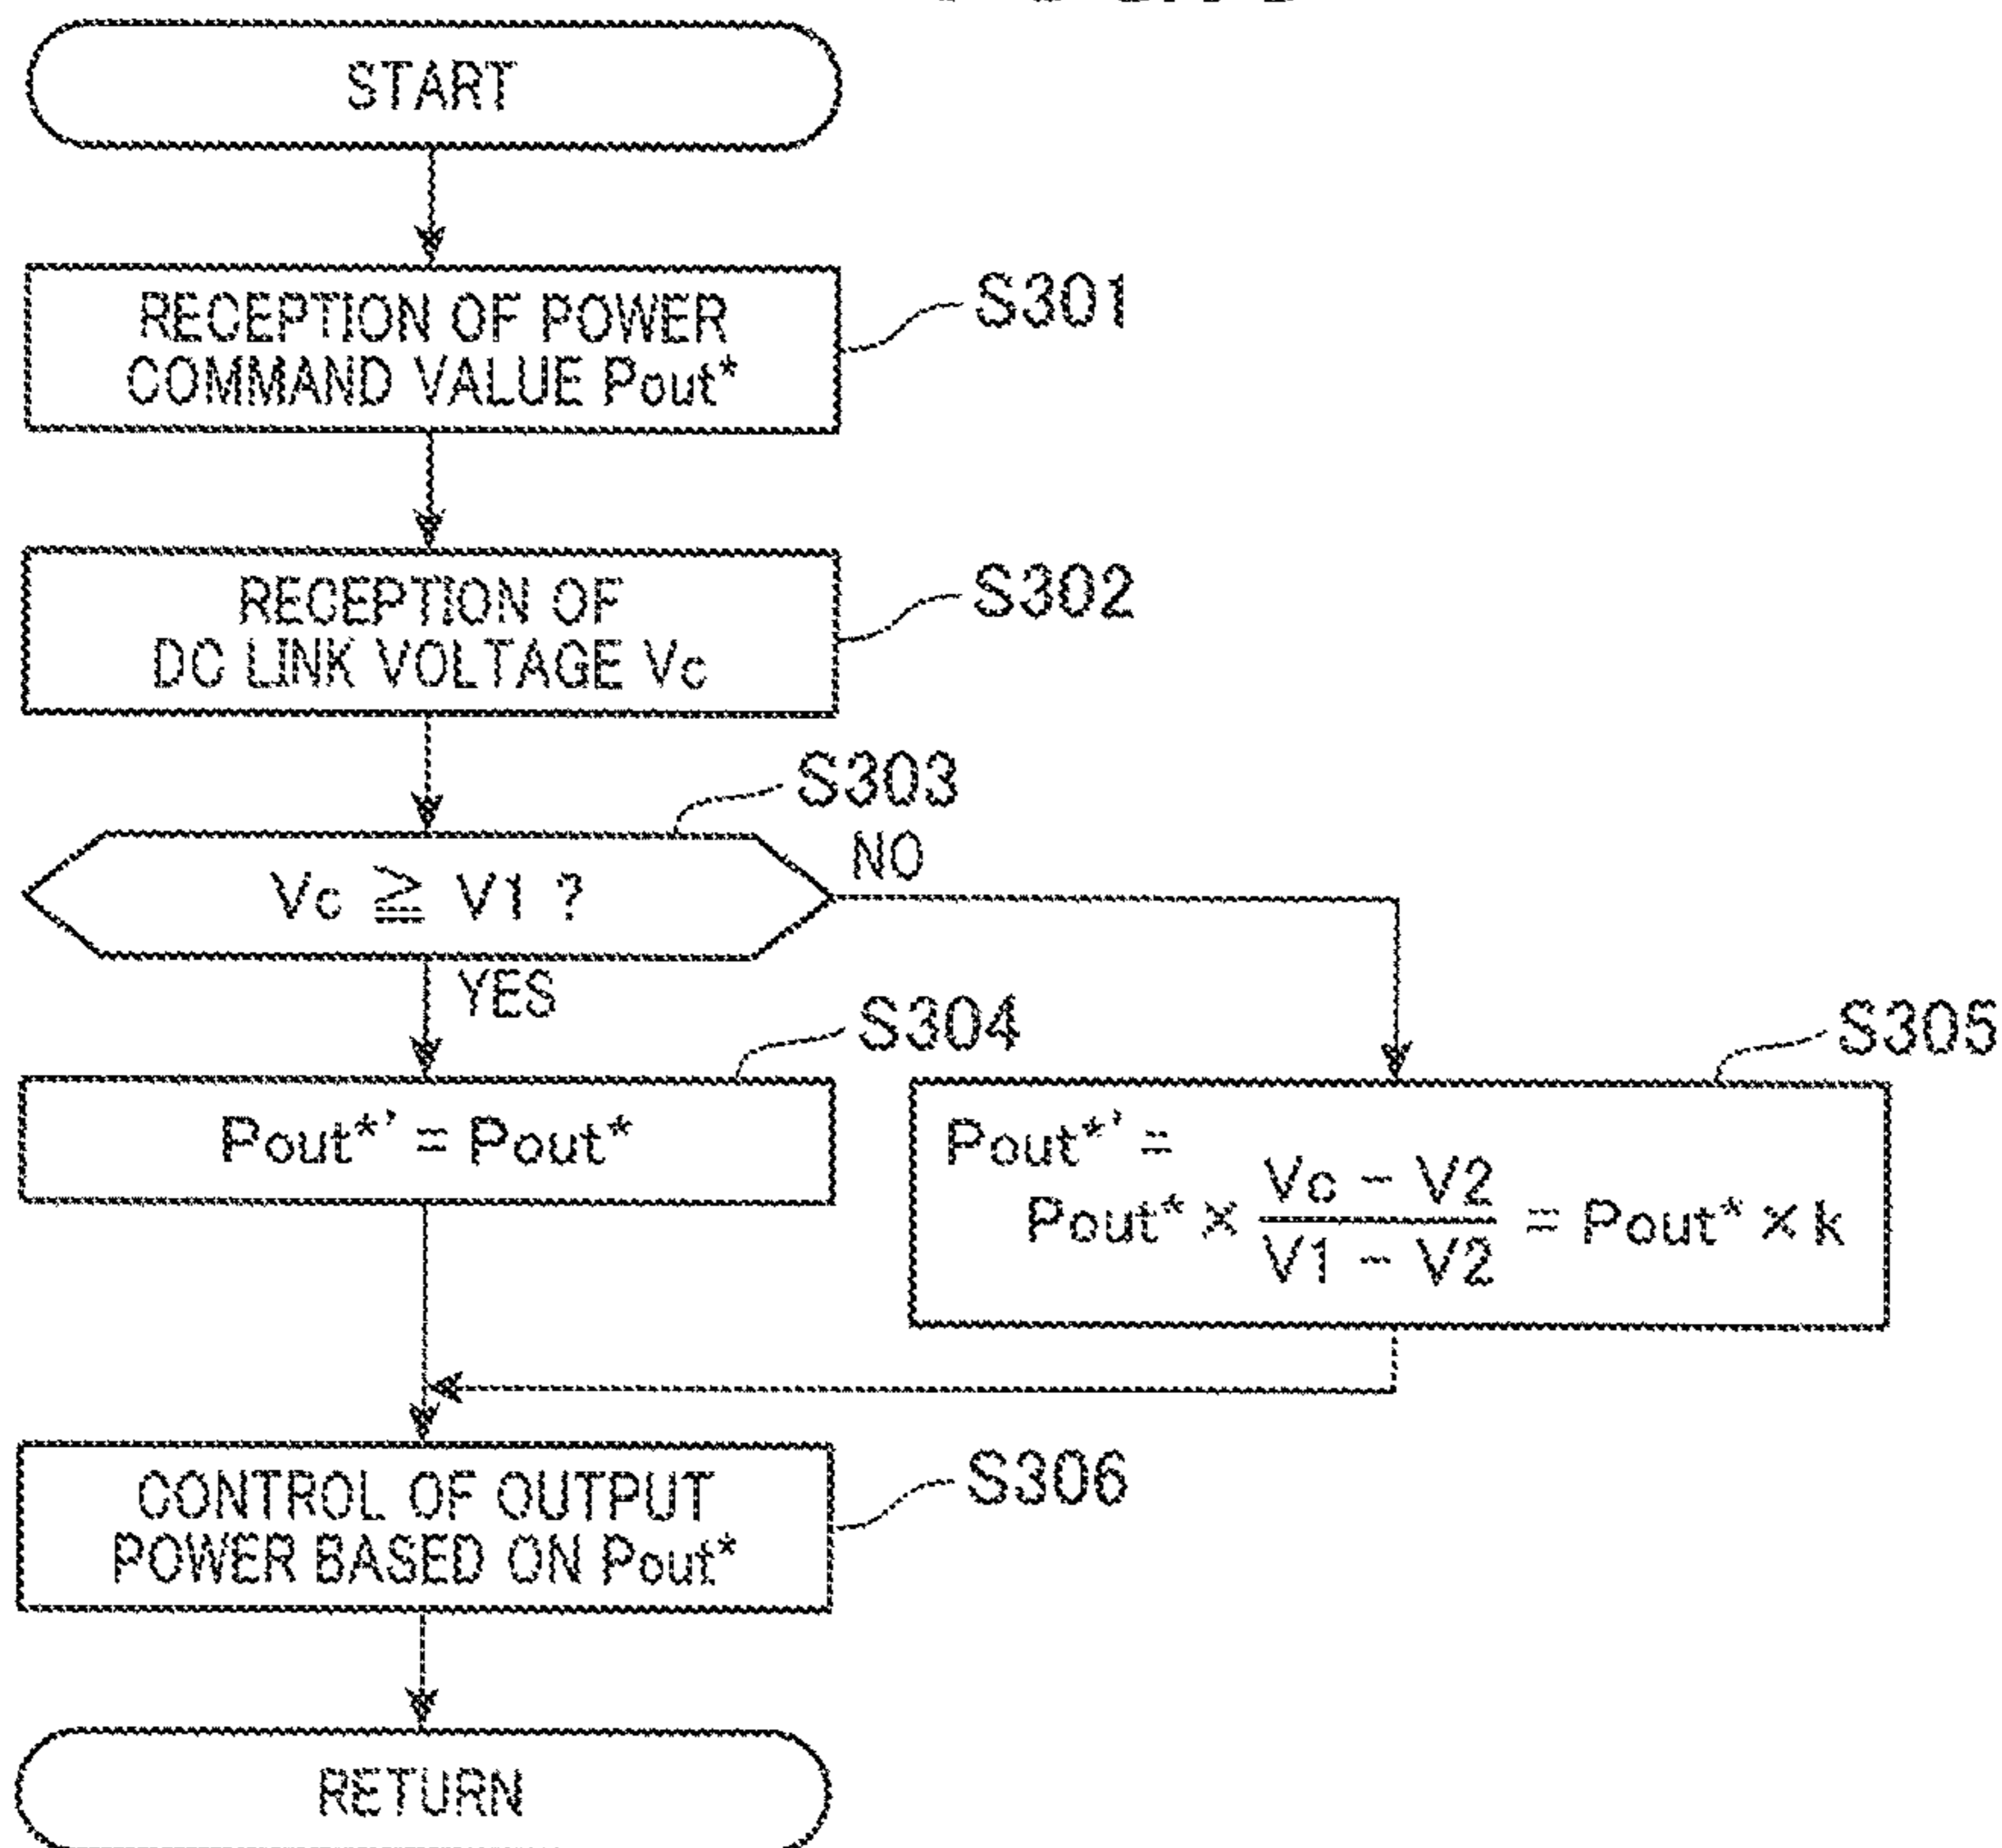 START
RECEPTION OF POWER
COMMAND VALUE Pout*
S301
RECEPTION OF
DC LINK VOLTAGE Vc
S302
S303
Vc ≧ V1 ?
NO
YES
S304
Pout*' = Pout*
S305
Pout*' =
Pout* × (Vc - V2) / (V1 - V2) = Pout* × k
CONTROL OF OUTPUT
POWER BASED ON Pout*
S306
RETURN